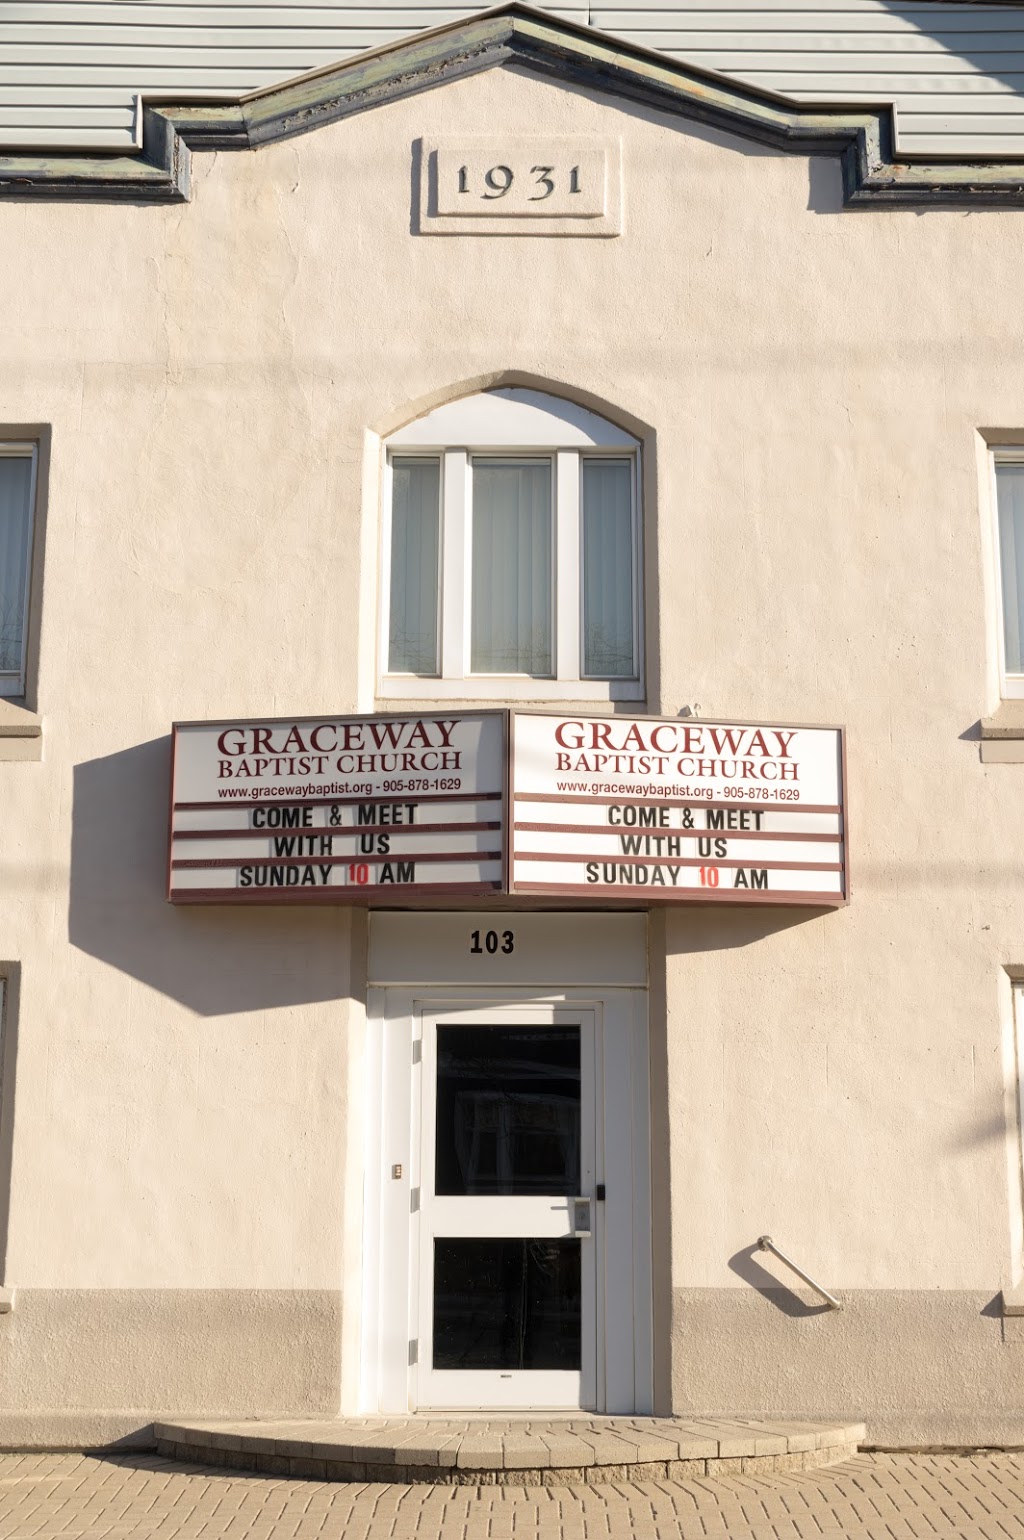 1931
GRACEWAY
BAPTIST CHURCH
www.gracewaybaptist.org - 905-878-1629
COME & MEET
WITH US
SUNDAY 10 AM
GRACEWAY
BAPTIST CHURCH
www.gracewaybaptist.org - 905-878-1629
COME & MEET
WITH US
SUNDAY 10 AM
103